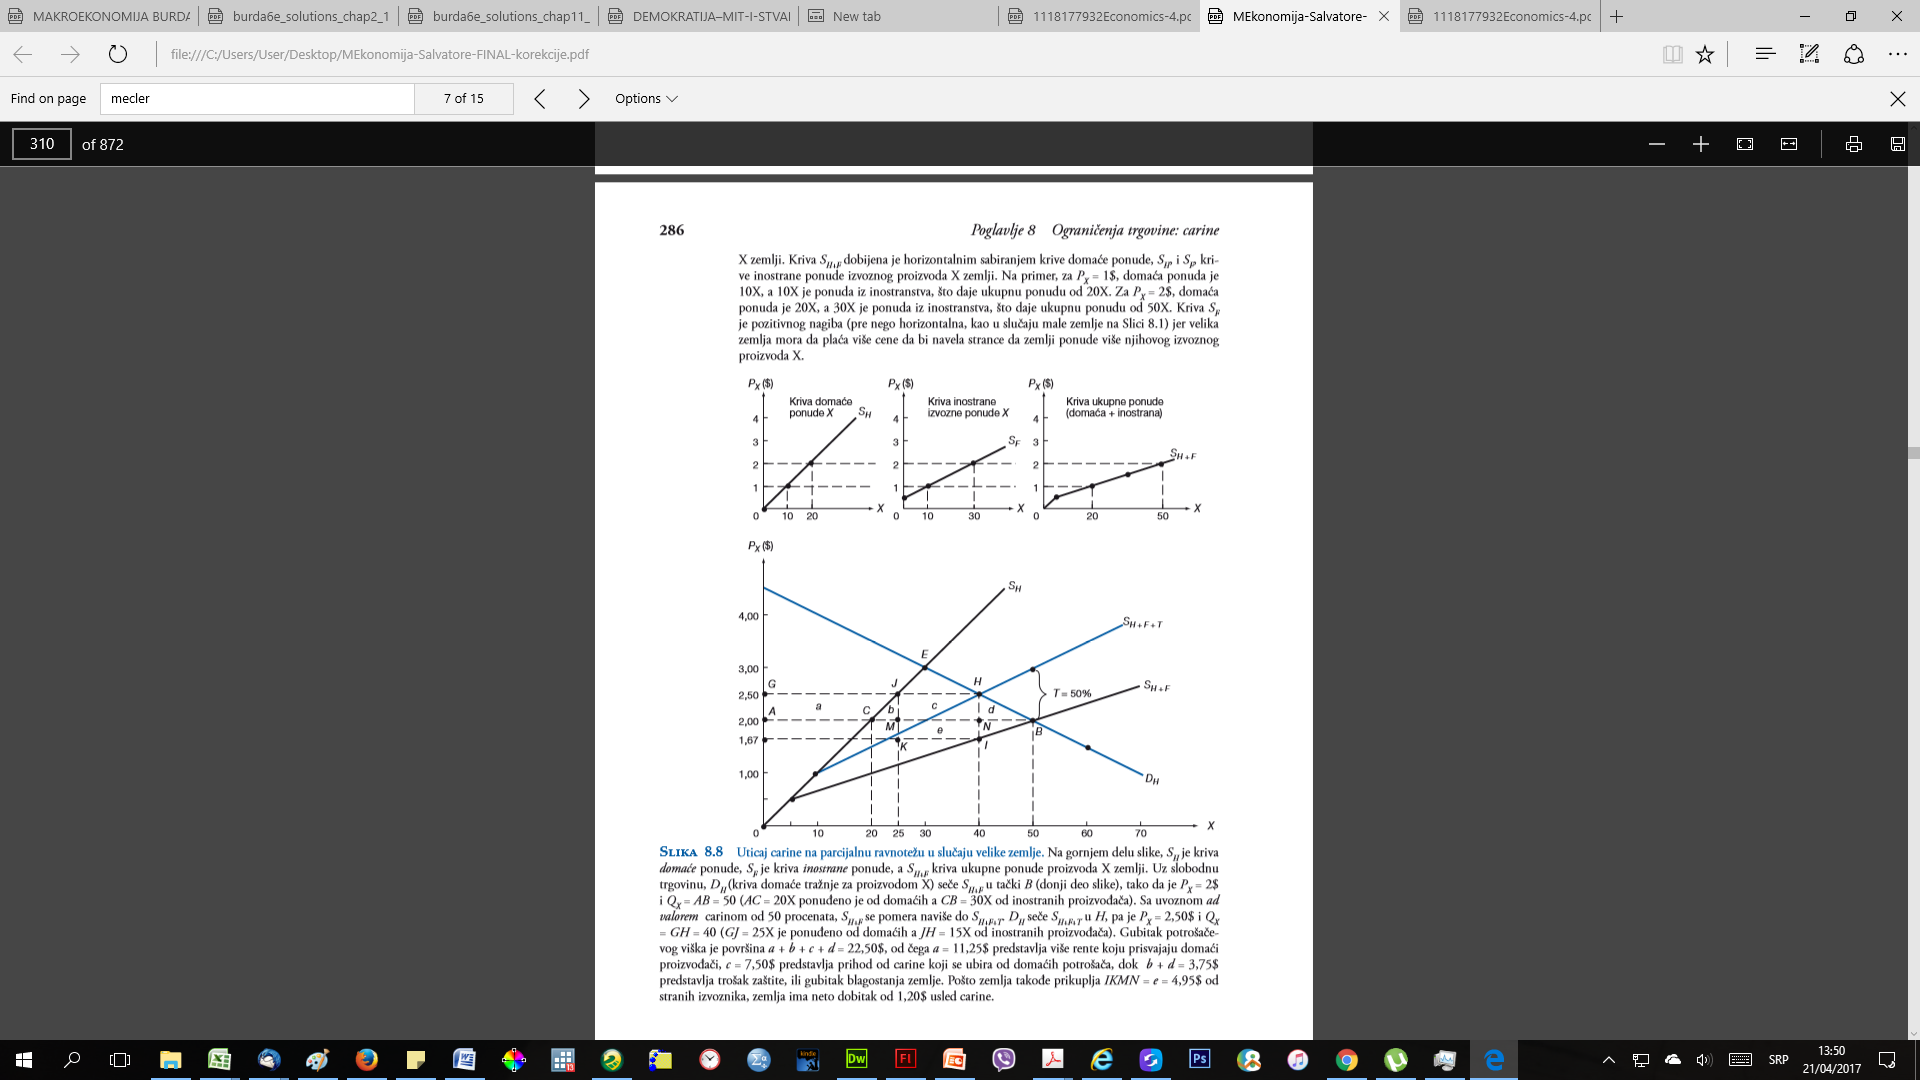 MAKROEKONOMIJA BURDA
burda6e_solutions_chap2_1
burda6e_solutions_chap11_
DEMOKRATIJA–MIT-I-STVAI
New tab
1118177932Economics-4.pc
MEkonomija-Salvatore-
1118177932Economics-4.pc
file:///C:/Users/User/Desktop/MEkonomija-Salvatore-FINAL-korekcije.pdf
Find on page
mecler
7 of 15
Options
310 of 872
286
Poglavlje 8 Ograničenja trgovine: carine
X zemlji. Kriva S_H+F dobijena je horizontalnim sabiranjem krive domaće ponude, S_H, i S_F, kri-
ve inostrane ponude izvoznog proizvoda X zemlji. Na primer, za P_X = 1$, domaća ponuda je
10X, a 10X je ponuda iz inostranstva, što daje ukupnu ponudu od 20X. Za P_X = 2$, domaća
ponuda je 20X, a 30X je ponuda iz inostranstva, što daje ukupnu ponudu od 50X. Kriva S_F
je pozitivnog nagiba (pre nego horizontalna, kao u slučaju male zemlje na Slici 8.1) jer velika
zemlja mora da plaća više cene da bi navela strance da zemlji ponude više njihovog izvoznog
proizvoda X.
P_X ($)
Kriva domaće
ponude X
S_H
4
3
2
1
0
10
20
X
P_X ($)
Kriva inostrane
izvozne ponude X
S_F
4
3
2
1
0
10
30
X
P_X ($)
Kriva ukupne ponude
(domaća + inostrana)
S_H+F
4
3
2
1
0
20
50
X
P_X ($)
S_H
4,00
S_H+F+T
E
3,00
G
J
H
T = 50%
S_H+F
2,50
A
a
C
b
c
d
2,00
M
N
B
e
1,67
K
I
1,00
D_H
0
10
20
25
30
40
50
60
70
X
SLIKA 8.8 Uticaj carine na parcijalnu ravnotežu u slučaju velike zemlje. Na gornjem delu slike, S_H je kriva
domaće ponude, S_F je kriva inostrane ponude, a S_H+F kriva ukupne ponude proizvoda X zemlji. Uz slobodnu
trgovinu, D_H (kriva domaće tražnje za proizvodom X) seče S_H+F u tački B (donji deo slike), tako da je P_X = 2$
i Q_X = AB = 50 (AC = 20X ponuđeno je od domaćih a CB = 30X od inostranih proizvođača). Sa uvoznom ad
valorem carinom od 50 procenata, S_H+F se pomera naviše do S_H+F+T. D_H seče S_H+F+T u H, pa je P_X = 2,50$ i Q_X
= GH = 40 (GJ = 25X je ponuđeno od domaćih a JH = 15X od inostranih proizvođača). Gubitak potrošače-
vog viška je površina a + b + c + d = 22,50$, od čega a = 11,25$ predstavlja više rente koju prisvajaju domaći
proizvođači, c = 7,50$ predstavlja prihod od carine koji se ubira od domaćih potrošača, dok b + d = 3,75$
predstavlja trošak zaštite, ili gubitak blagostanja zemlje. Pošto zemlja takođe prikuplja IKMN = e = 4,95$ od
stranih izvoznika, zemlja ima neto dobitak od 1,20$ usled carine.
SRP
13:50
21/04/2017